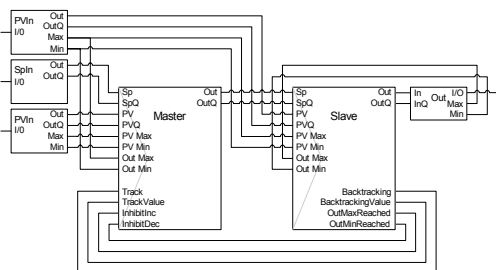 PVIn
I/0
Out
OutQ
Max
Min
SpIn
I/0
Out
OutQ
PVIn
I/0
Out
OutQ
Max
Min
Master
Sp
SpQ
PV
PVQ
PV Max
PV Min
Out Max
Out Min
Track
TrackValue
InhibitInc
InhibitDec
Out
OutQ
Slave
Sp
SpQ
PV
PVQ
PV Max
PV Min
Out Max
Out Min
Out
OutQ
Backtracking
BacktrackingValue
OutMaxReached
OutMinReached
In
InQ
Out
I/O
Max
Min